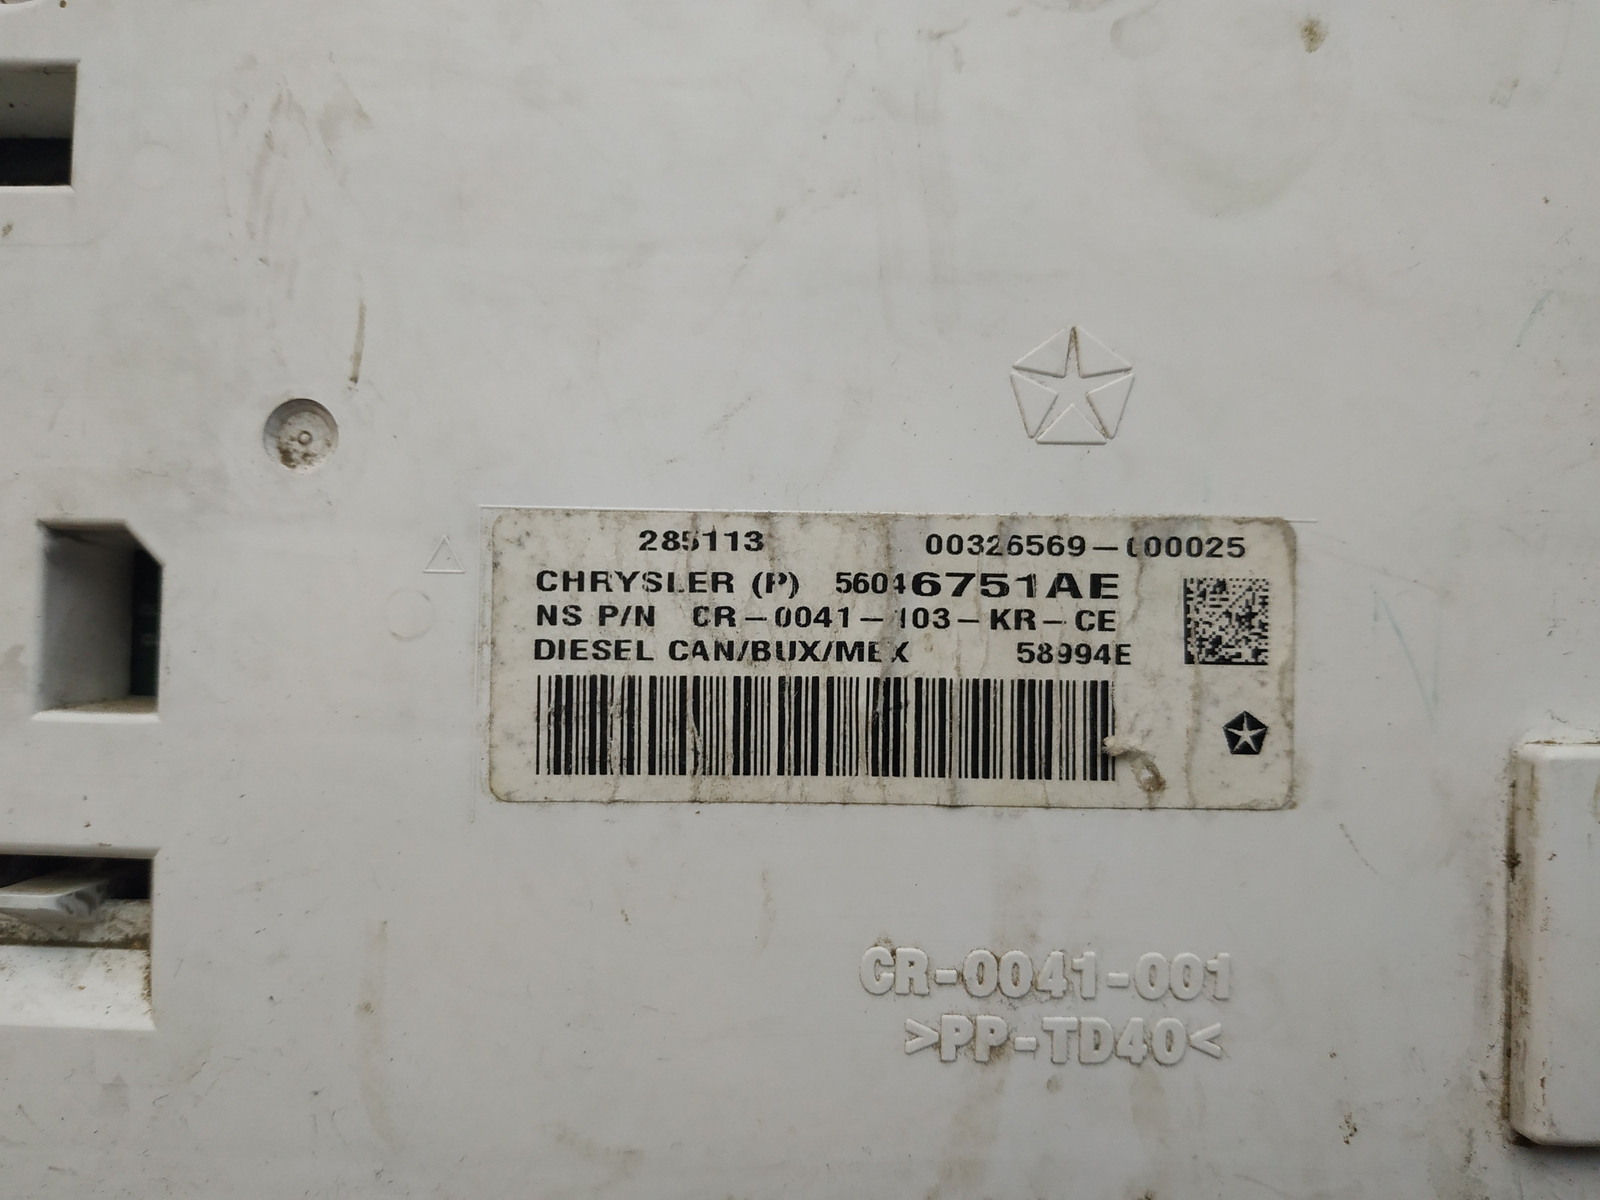 285113 00326569-000025
CHRYSLER (P) 56046751AE
NS P/N CR-0041-103-KR-CE
DIESEL CAN/BUX/MEX 58994E
CR-0041-001
>PP-TD40<